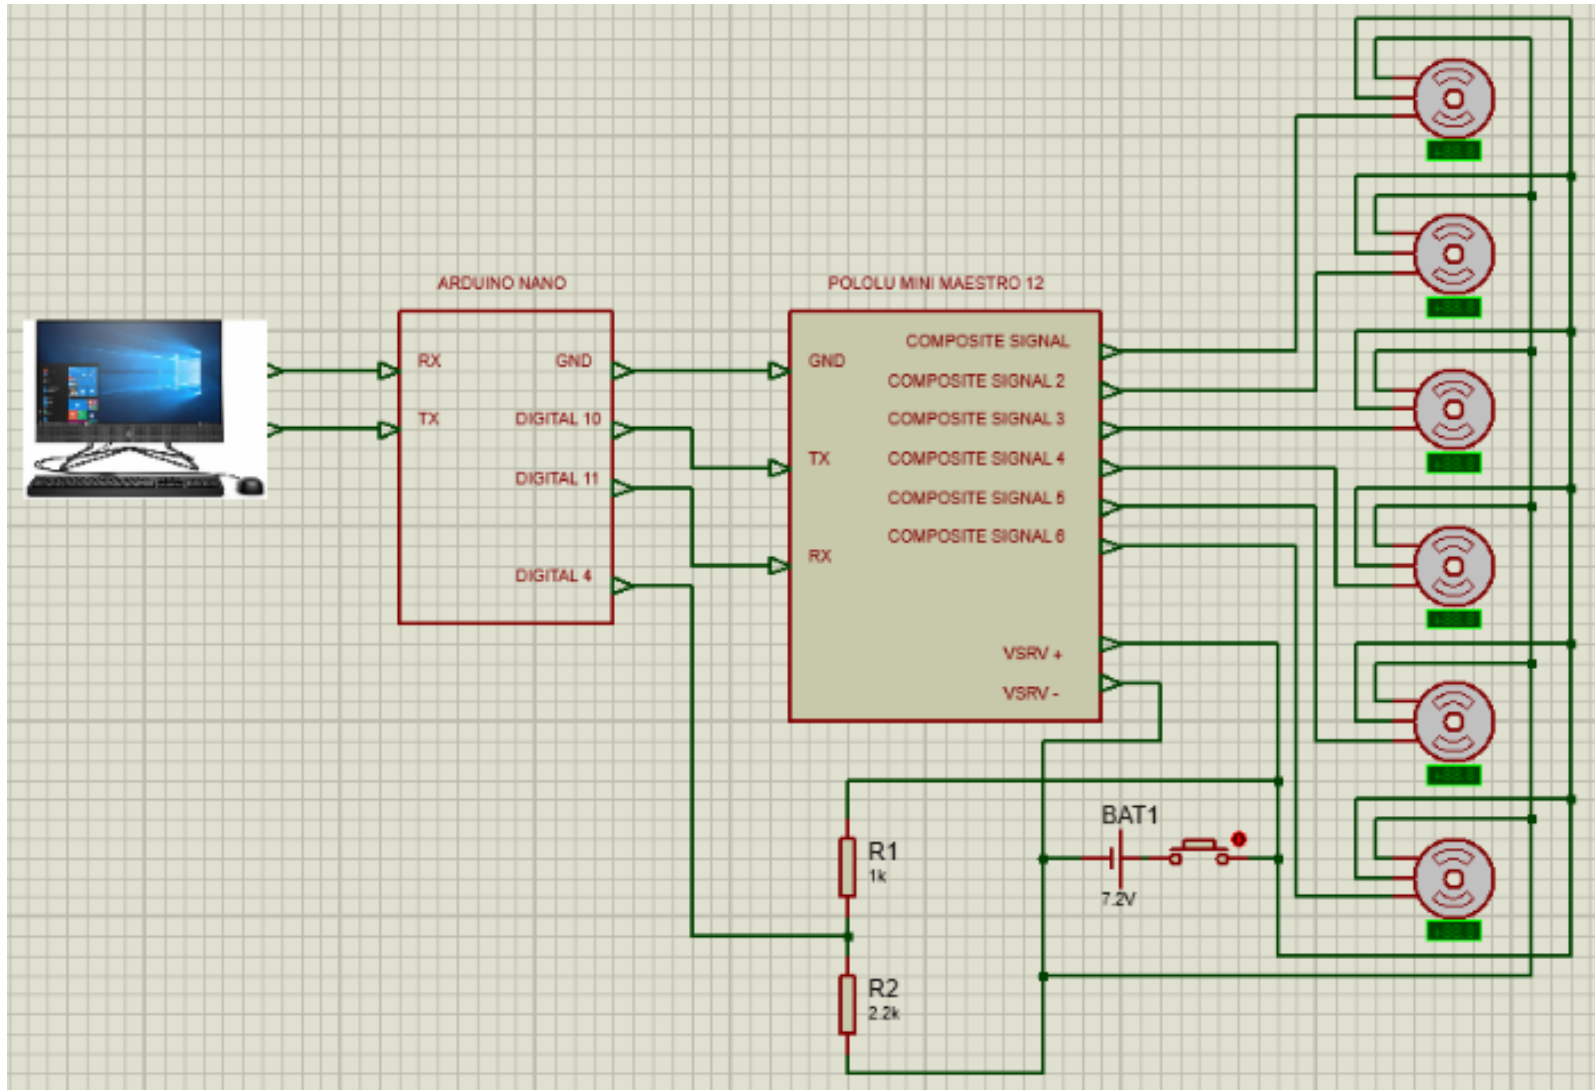 ARDUINO NANO
RX
TX
GND
DIGITAL 10
DIGITAL 11
DIGITAL 4
POLOLU MINI MAESTRO 12
GND
TX
RX
COMPOSITE SIGNAL
COMPOSITE SIGNAL 2
COMPOSITE SIGNAL 3
COMPOSITE SIGNAL 4
COMPOSITE SIGNAL 5
COMPOSITE SIGNAL 6
VSRV +
VSRV -
BAT1
7.2V
R1
1k
R2
2.2k